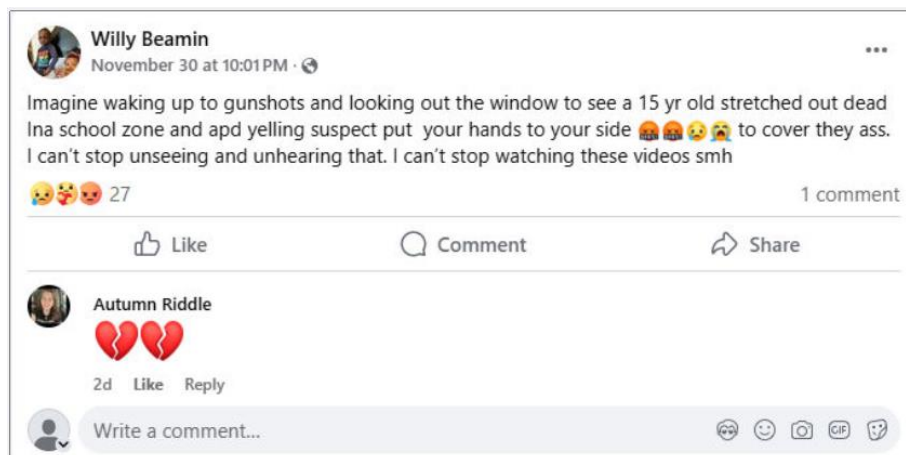 Willy Beamin
November 30 at 10:01 PM ·
Imagine waking up to gunshots and looking out the window to see a 15 yr old stretched out dead
Ina school zone and apd yelling suspect put your hands to your side 🤬🤬😥😭 to cover they ass.
I can't stop unseeing and unhearing that. I can't stop watching these videos smh
27
1 comment
Like Comment Share
Autumn Riddle
💔💔
2d Like Reply
Write a comment...
GIF